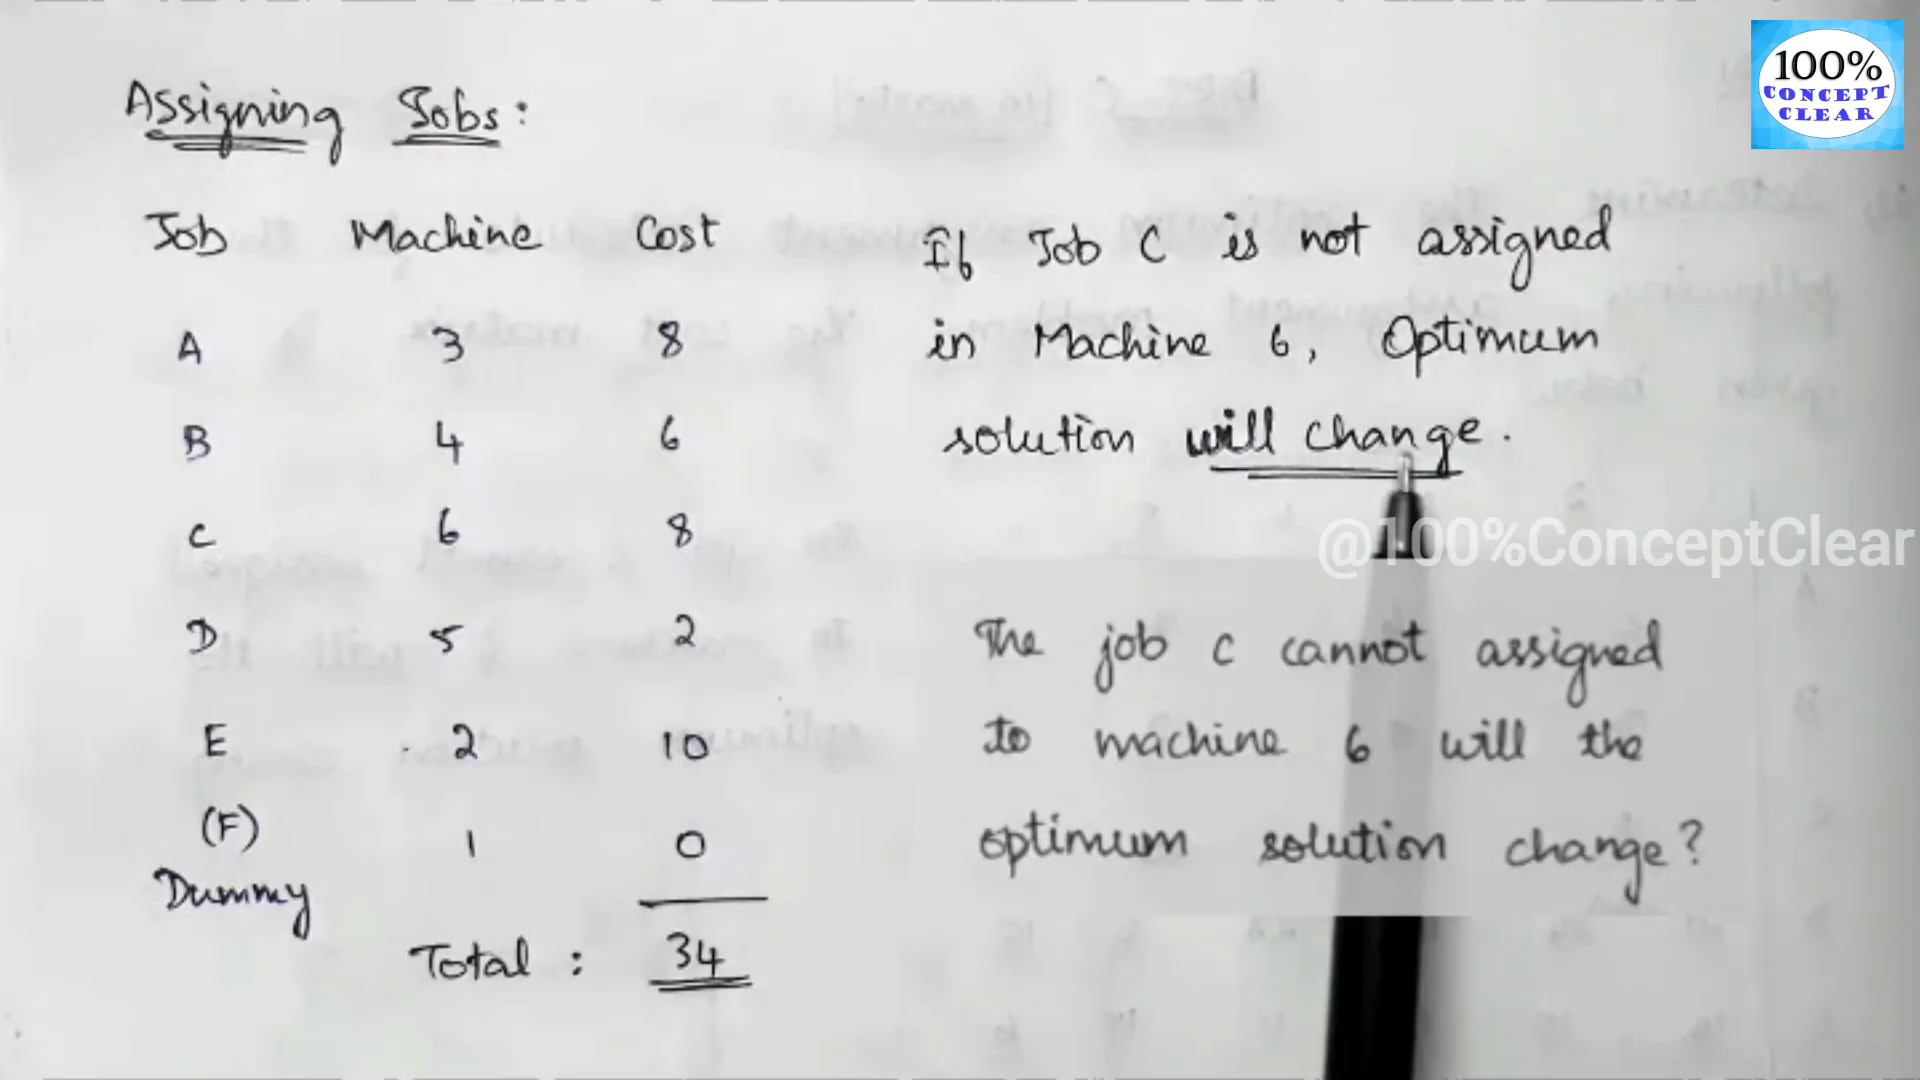 100%
CONCEPT
CLEAR
Assigning Jobs:
Job Machine Cost
A 3 8
B 4 6
C 6 8
D 5 2
E 2 10
(F) 1 0
Dummy
Total : 34
If Job C is not assigned
in Machine 6, Optimum
solution will change.
@100%ConceptClear
The job c cannot assigned
to machine 6 will the
optimum solution change?